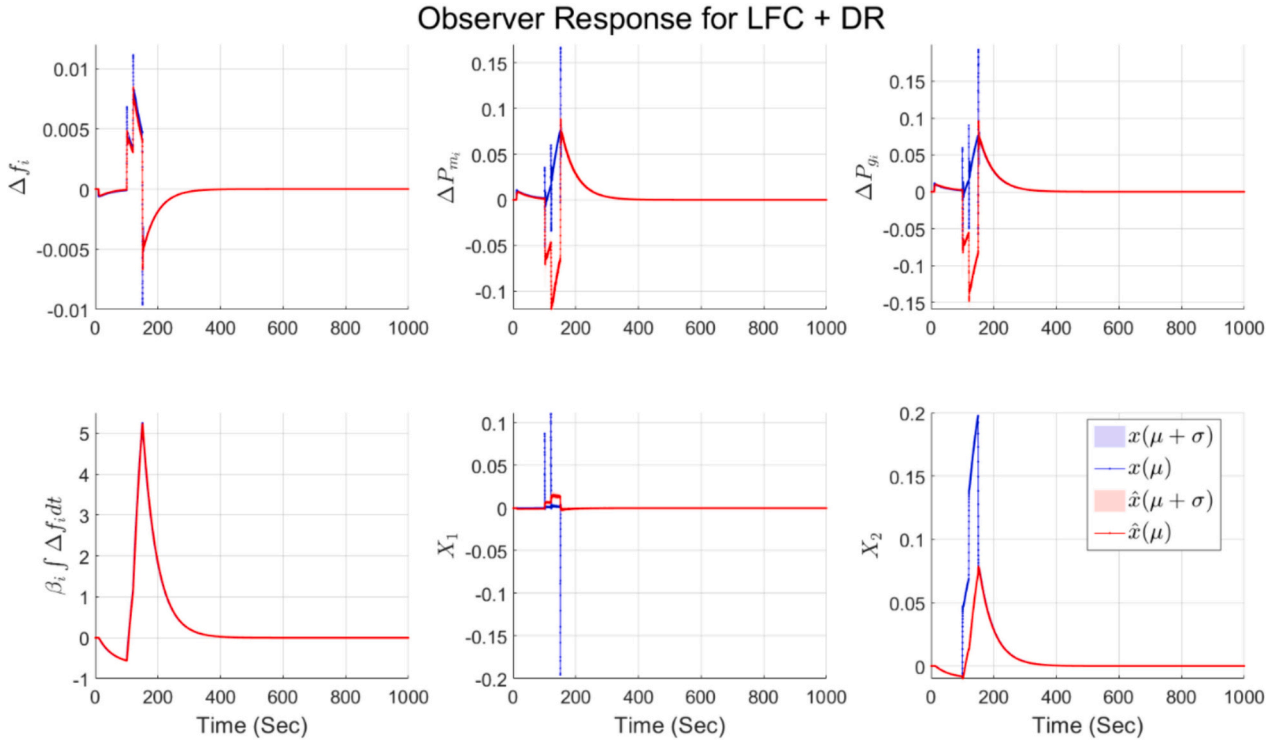 Observer Response for LFC + DR
Δf_i
0.01
0.005
0
-0.005
-0.01
0 200 400 600 800 1000
ΔP_{m_i}
0.15
0.1
0.05
0
-0.05
-0.1
0 200 400 600 800 1000
ΔP_{g_i}
0.15
0.1
0.05
0
-0.05
-0.1
-0.15
0 200 400 600 800 1000
β_i ∫ Δf_i dt
5
4
3
2
1
0
-1
0 200 400 600 800 1000
Time (Sec)
X_1
0.1
0.05
0
-0.05
-0.1
-0.15
-0.2
0 200 400 600 800 1000
Time (Sec)
X_2
0.2
0.15
0.1
0.05
0
0 200 400 600 800 1000
Time (Sec)
x(μ + σ)
x(μ)
x̂(μ + σ)
x̂(μ)